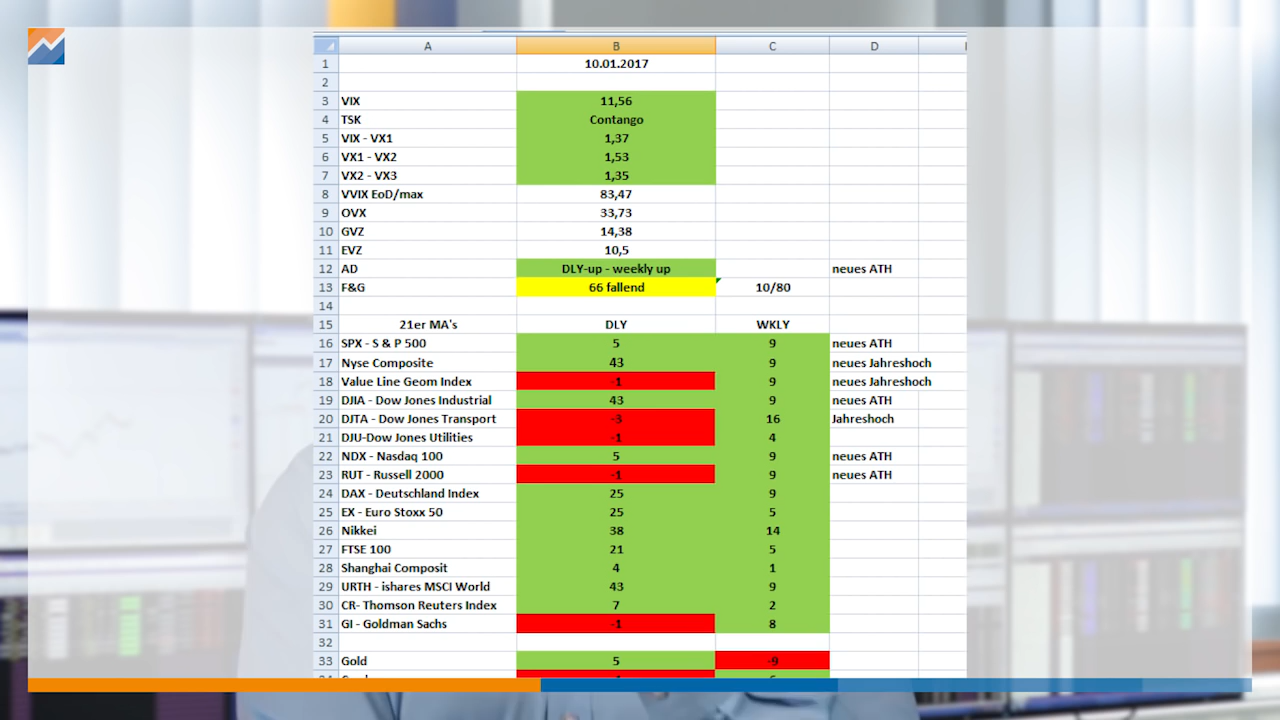 A B C D
1 10.01.2017
2
3 VIX 11,56
4 TSK Contango
5 VIX - VX1 1,37
6 VX1 - VX2 1,53
7 VX2 - VX3 1,35
8 VVIX EoD/max 83,47
9 OVX 33,73
10 GVZ 14,38
11 EVZ 10,5
12 AD DLY-up - weekly up neues ATH
13 F&G 66 fallend 10/80
14
15 21er MA's DLY WKLY
16 SPX - S & P 500 5 9 neues ATH
17 Nyse Composite 43 9 neues Jahreshoch
18 Value Line Geom Index -1 9 neues Jahreshoch
19 DJIA - Dow Jones Industrial 43 9 neues ATH
20 DJTA - Dow Jones Transport -3 16 Jahreshoch
21 DJU-Dow Jones Utilities -1 4
22 NDX - Nasdaq 100 5 9 neues ATH
23 RUT - Russell 2000 -1 9 neues ATH
24 DAX - Deutschland Index 25 9
25 EX - Euro Stoxx 50 25 5
26 Nikkei 38 14
27 FTSE 100 21 5
28 Shanghai Composit 4 1
29 URTH - ishares MSCI World 43 9
30 CR- Thomson Reuters Index 7 2
31 GI - Goldman Sachs -1 8
32
33 Gold 5 -9